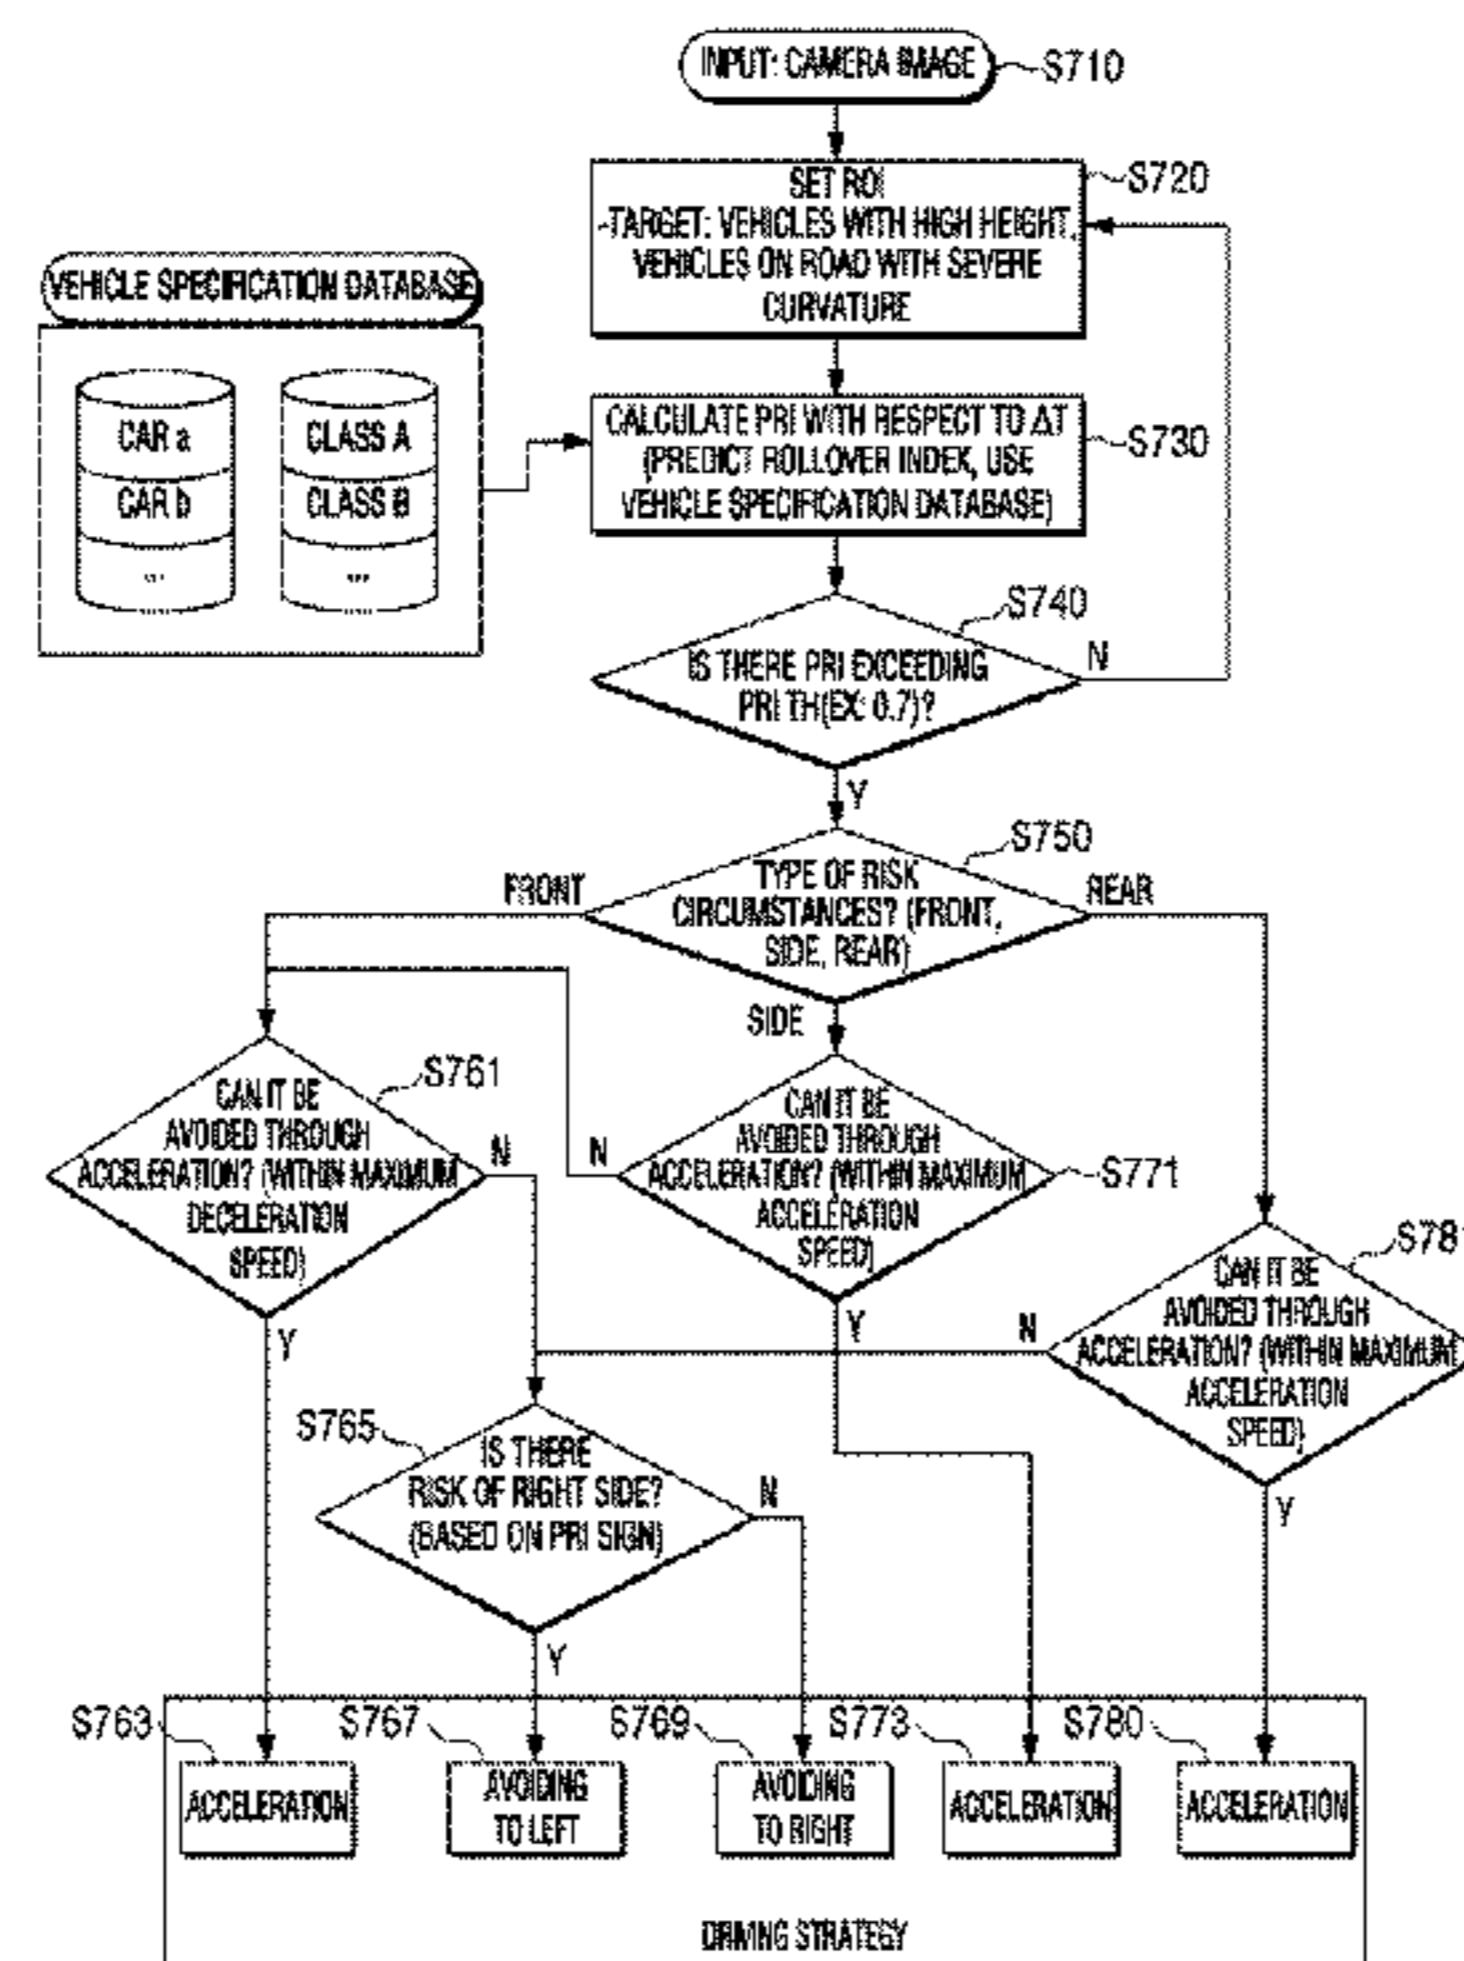 INPUT: CAMERA IMAGE
S710
SET ROI
-TARGET: VEHICLES WITH HIGH HEIGHT,
VEHICLES ON ROAD WITH SEVERE
CURVATURE
S720
VEHICLE SPECIFICATION DATABASE
CAR a
CAR b
...
CLASS A
CLASS B
...
CALCULATE PRI WITH RESPECT TO ΔT
(PREDICT ROLLOVER INDEX, USE
VEHICLE SPECIFICATION DATABASE)
S730
S740
IS THERE PRI EXCEEDING
PRI TH(EX: 0.7)?
N
Y
S750
TYPE OF RISK
CIRCUMSTANCES? (FRONT,
SIDE, REAR)
FRONT
SIDE
REAR
S761
CAN IT BE
AVOIDED THROUGH
ACCELERATION? (WITHIN MAXIMUM
DECELERATION
SPEED)
N
Y
CAN IT BE
AVOIDED THROUGH
ACCELERATION? (WITHIN MAXIMUM
ACCELERATION
SPEED)
S771
N
Y
S781
CAN IT BE
AVOIDED THROUGH
ACCELERATION? (WITHIN MAXIMUM
ACCELERATION
SPEED)
N
Y
S765
IS THERE
RISK OF RIGHT SIDE?
(BASED ON PRI SIGN)
N
Y
S763
ACCELERATION
S767
AVOIDING
TO LEFT
S769
AVOIDING
TO RIGHT
S773
ACCELERATION
S780
ACCELERATION
DRIVING STRATEGY